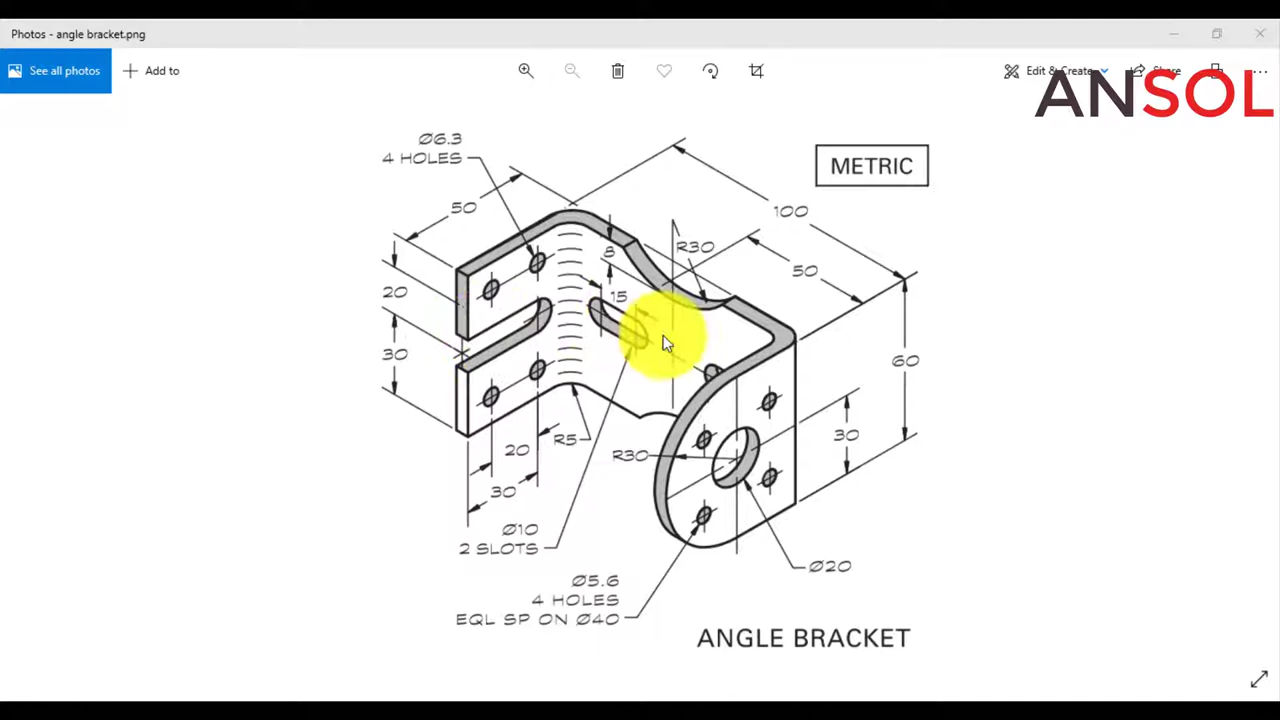 Photos - angle bracket.png
See all photos
Add to
Edit & Create
Share
ANSOL
Ø6.3
4 HOLES
METRIC
50
100
8
R30
50
15
20
30
60
R5
20
R30
30
30
Ø10
2 SLOTS
Ø20
Ø5.6
4 HOLES
EQL SP ON Ø40
ANGLE BRACKET